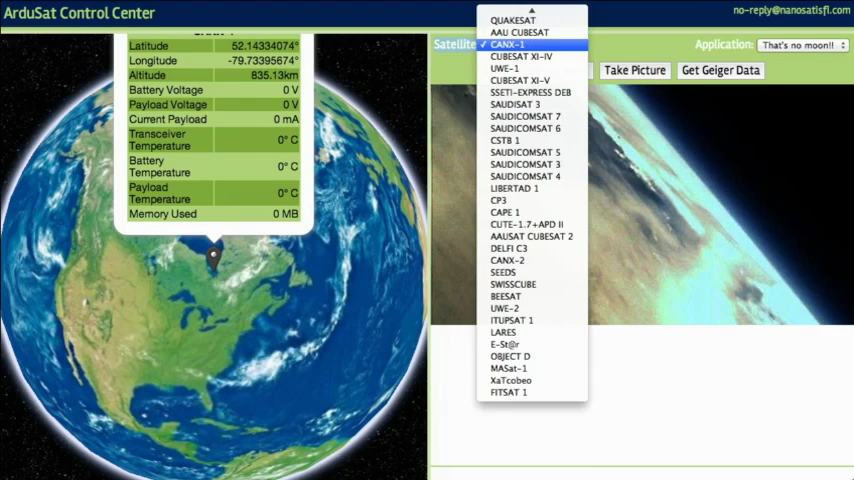 ArduSat Control Center
no-reply@nanosatisfi.com
Latitude 52.14334074°
Longitude -79.73395674°
Altitude 835.13km
Battery Voltage 0 V
Payload Voltage 0 V
Current Payload 0 mA
Transceiver
Temperature 0° C
Battery
Temperature 0° C
Payload
Temperature 0° C
Memory Used 0 MB
Satellite
QUAKESAT
AAU CUBESAT
✓ CANX-1
CUBESAT XI-IV
UWE-1
CUBESAT XI-V
SSETI-EXPRESS DEB
SAUDISAT 3
SAUDICOMSAT 7
SAUDICOMSAT 6
CSTB 1
SAUDICOMSAT 5
SAUDICOMSAT 3
SAUDICOMSAT 4
LIBERTAD 1
CP3
CAPE 1
CUTE-1.7+APD II
AAUSAT CUBESAT 2
DELFI C3
CANX-2
SEEDS
SWISSCUBE
BEESAT
UWE-2
ITUPSAT 1
LARES
E-St@r
OBJECT D
MASat-1
XaTcobeo
FITSAT 1
Application: That's no moon!!
Take Picture Get Geiger Data